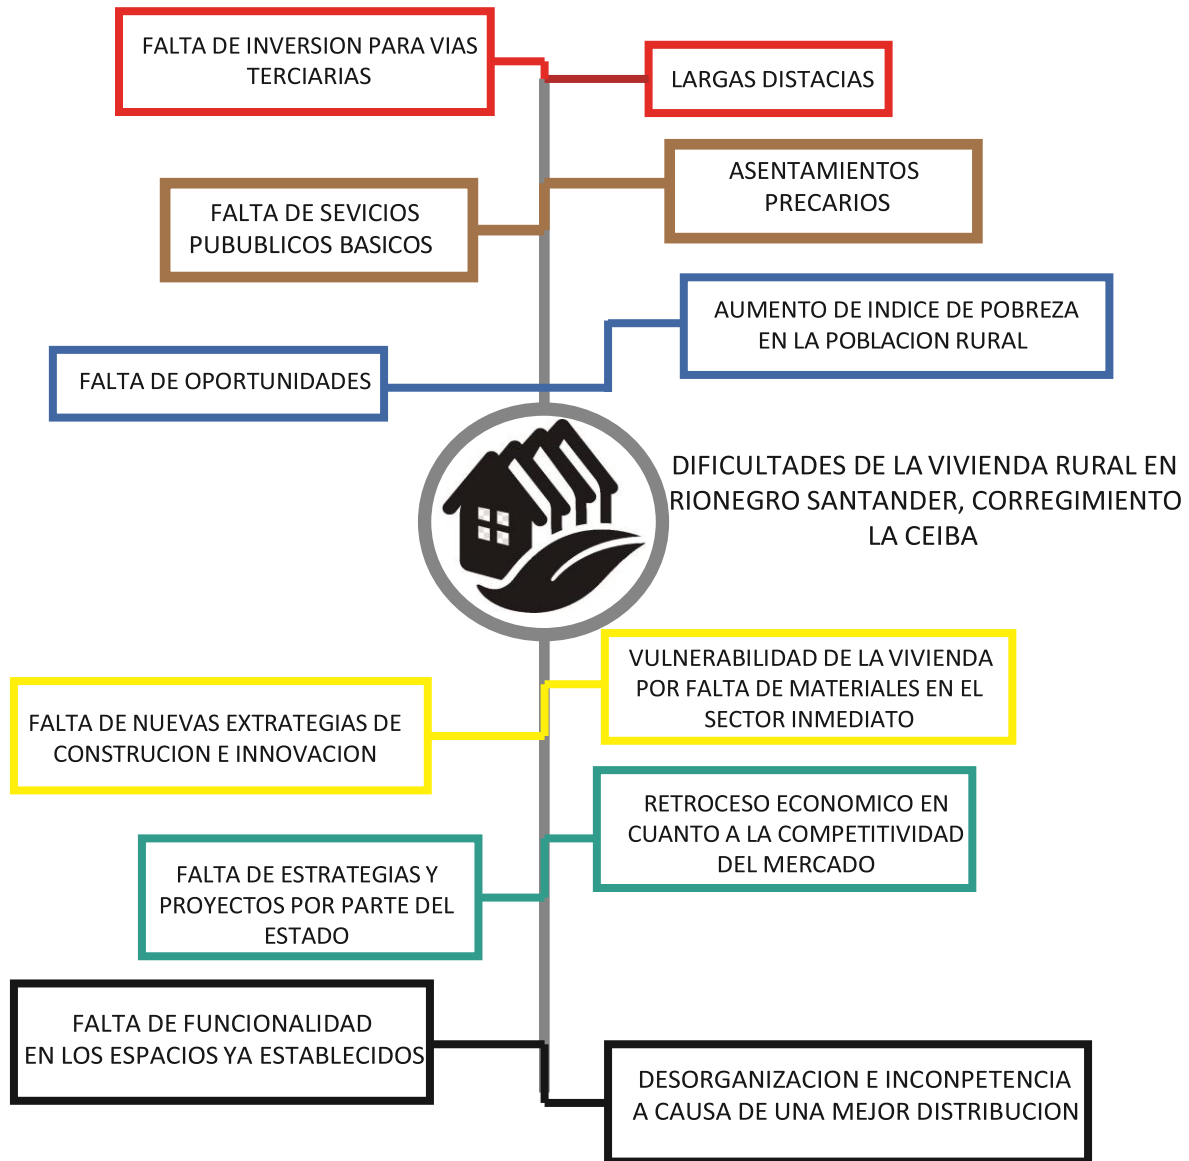 FALTA DE INVERSION PARA VIAS
TERCIARIAS
LARGAS DISTACIAS
ASENTAMIENTOS
PRECARIOS
FALTA DE SEVICIOS
PUBUBLICOS BASICOS
AUMENTO DE INDICE DE POBREZA
EN LA POBLACION RURAL
FALTA DE OPORTUNIDADES
DIFICULTADES DE LA VIVIENDA RURAL EN
RIONEGRO SANTANDER, CORREGIMIENTO
LA CEIBA
VULNERABILIDAD DE LA VIVIENDA
POR FALTA DE MATERIALES EN EL
SECTOR INMEDIATO
FALTA DE NUEVAS EXTRATEGIAS DE
CONSTRUCION E INNOVACION
RETROCESO ECONOMICO EN
CUANTO A LA COMPETITIVIDAD
DEL MERCADO
FALTA DE ESTRATEGIAS Y
PROYECTOS POR PARTE DEL
ESTADO
FALTA DE FUNCIONALIDAD
EN LOS ESPACIOS YA ESTABLECIDOS
DESORGANIZACION E INCONPETENCIA
A CAUSA DE UNA MEJOR DISTRIBUCION